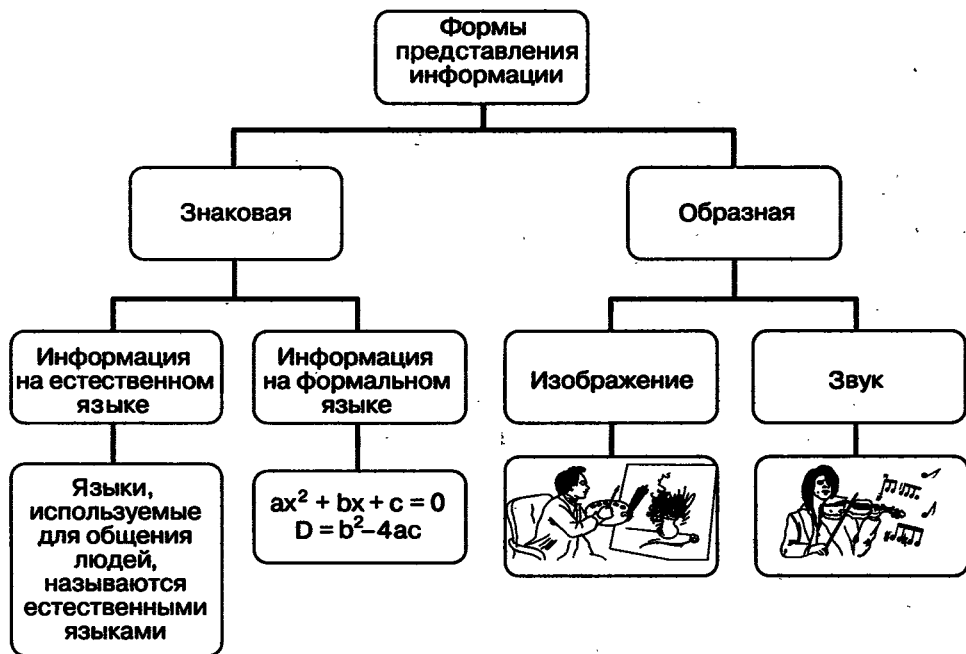 Формы
представления
информации
Знаковая
Образная
Информация
на естественном
языке
Информация
на формальном
языке
Изображение
Звук
Языки,
используемые
для общения
людей,
называются
естественными
языками
ax² + bx + c = 0
D = b²–4ac